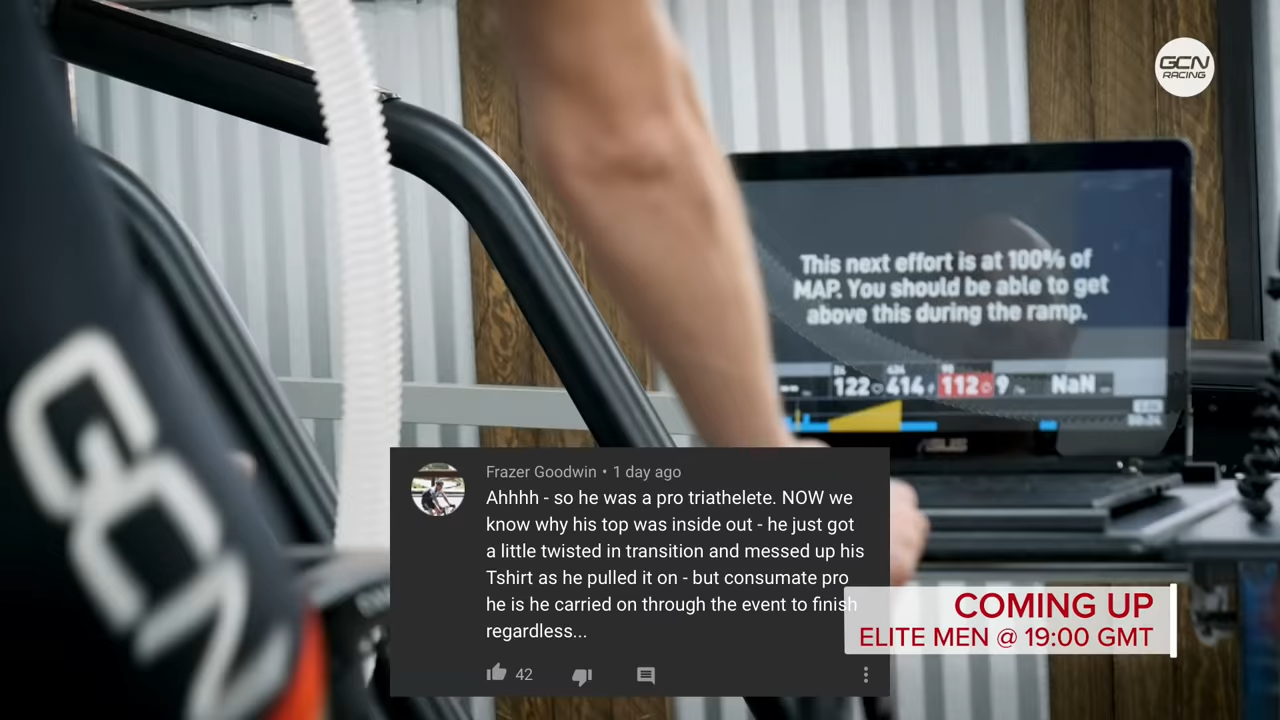 GCN
RACING
This next effort is at 100% of
MAP. You should be able to get
above this during the ramp.
122 414 112 9 NaN
ASUS
GCN
Frazer Goodwin • 1 day ago
Ahhhh - so he was a pro triathelete. NOW we
know why his top was inside out - he just got
a little twisted in transition and messed up his
Tshirt as he pulled it on - but consumate pro
he is he carried on through the event to finish
regardless...
42
COMING UP
ELITE MEN @ 19:00 GMT